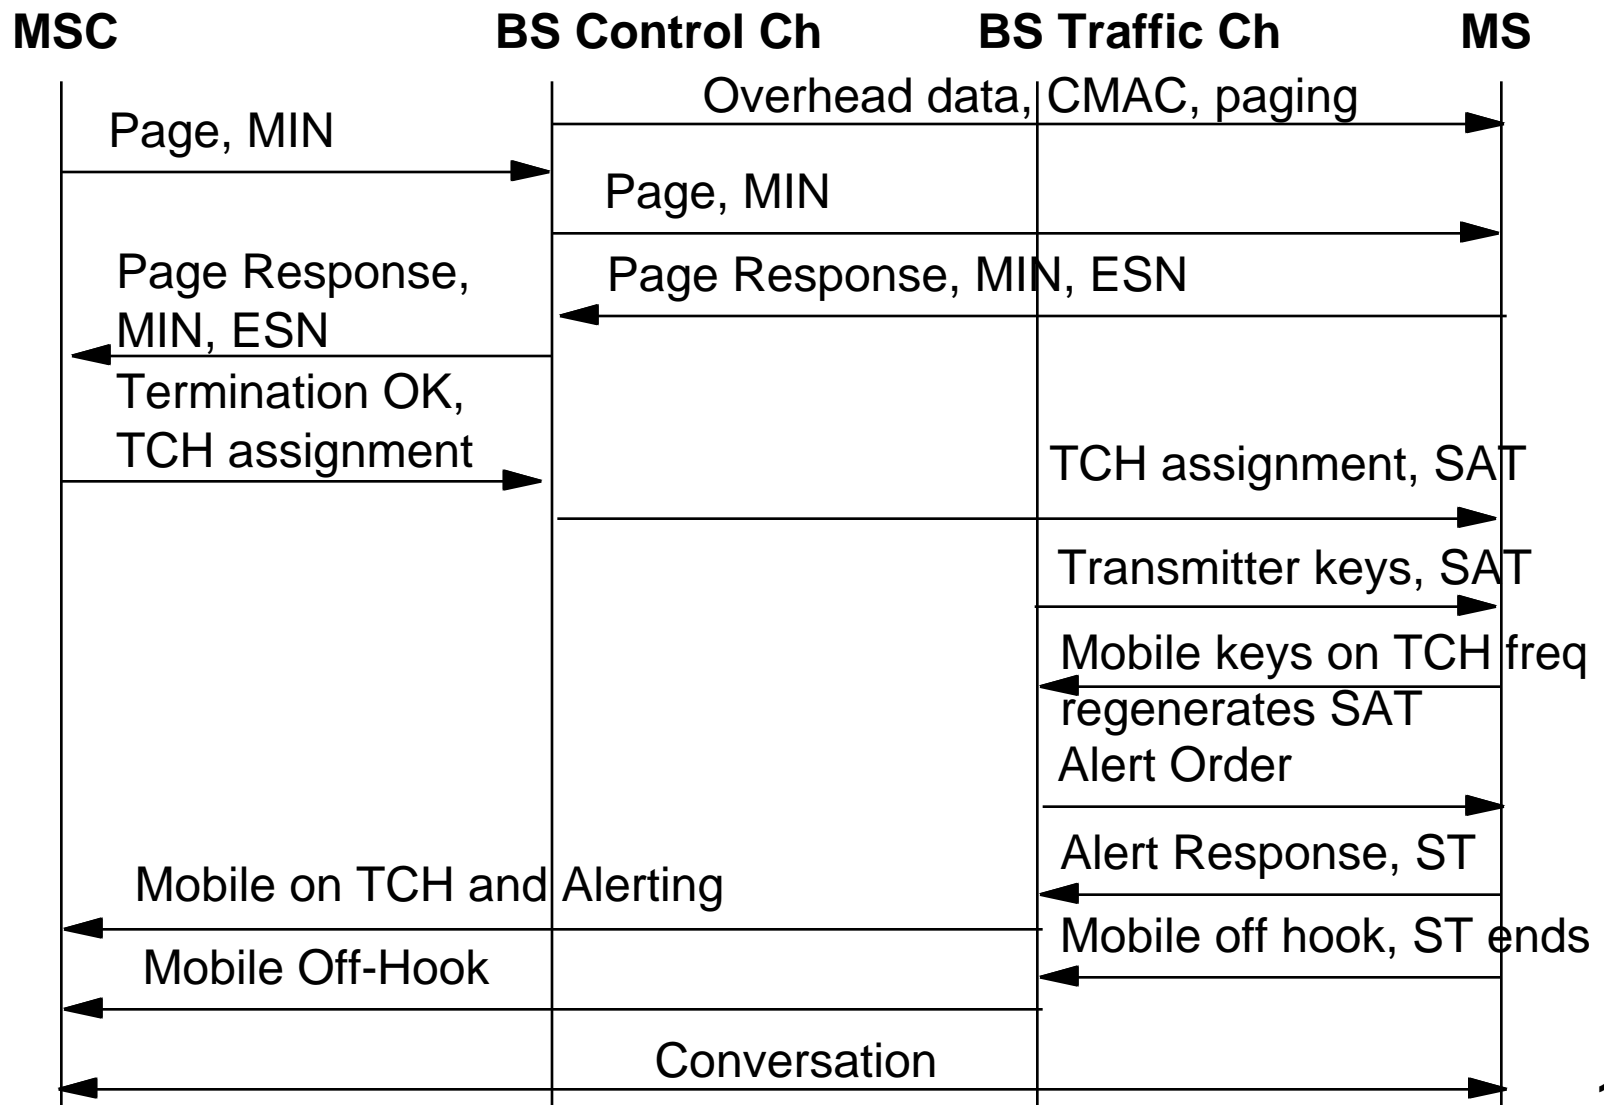 MSC BS Control Ch BS Traffic Ch MS
Overhead data, CMAC, paging
Page, MIN
Page, MIN
Page Response,
MIN, ESN
Page Response, MIN, ESN
Termination OK,
TCH assignment
TCH assignment, SAT
Transmitter keys, SAT
Mobile keys on TCH freq
regenerates SAT
Alert Order
Alert Response, ST
Mobile on TCH and Alerting
Mobile off hook, ST ends
Mobile Off-Hook
Conversation